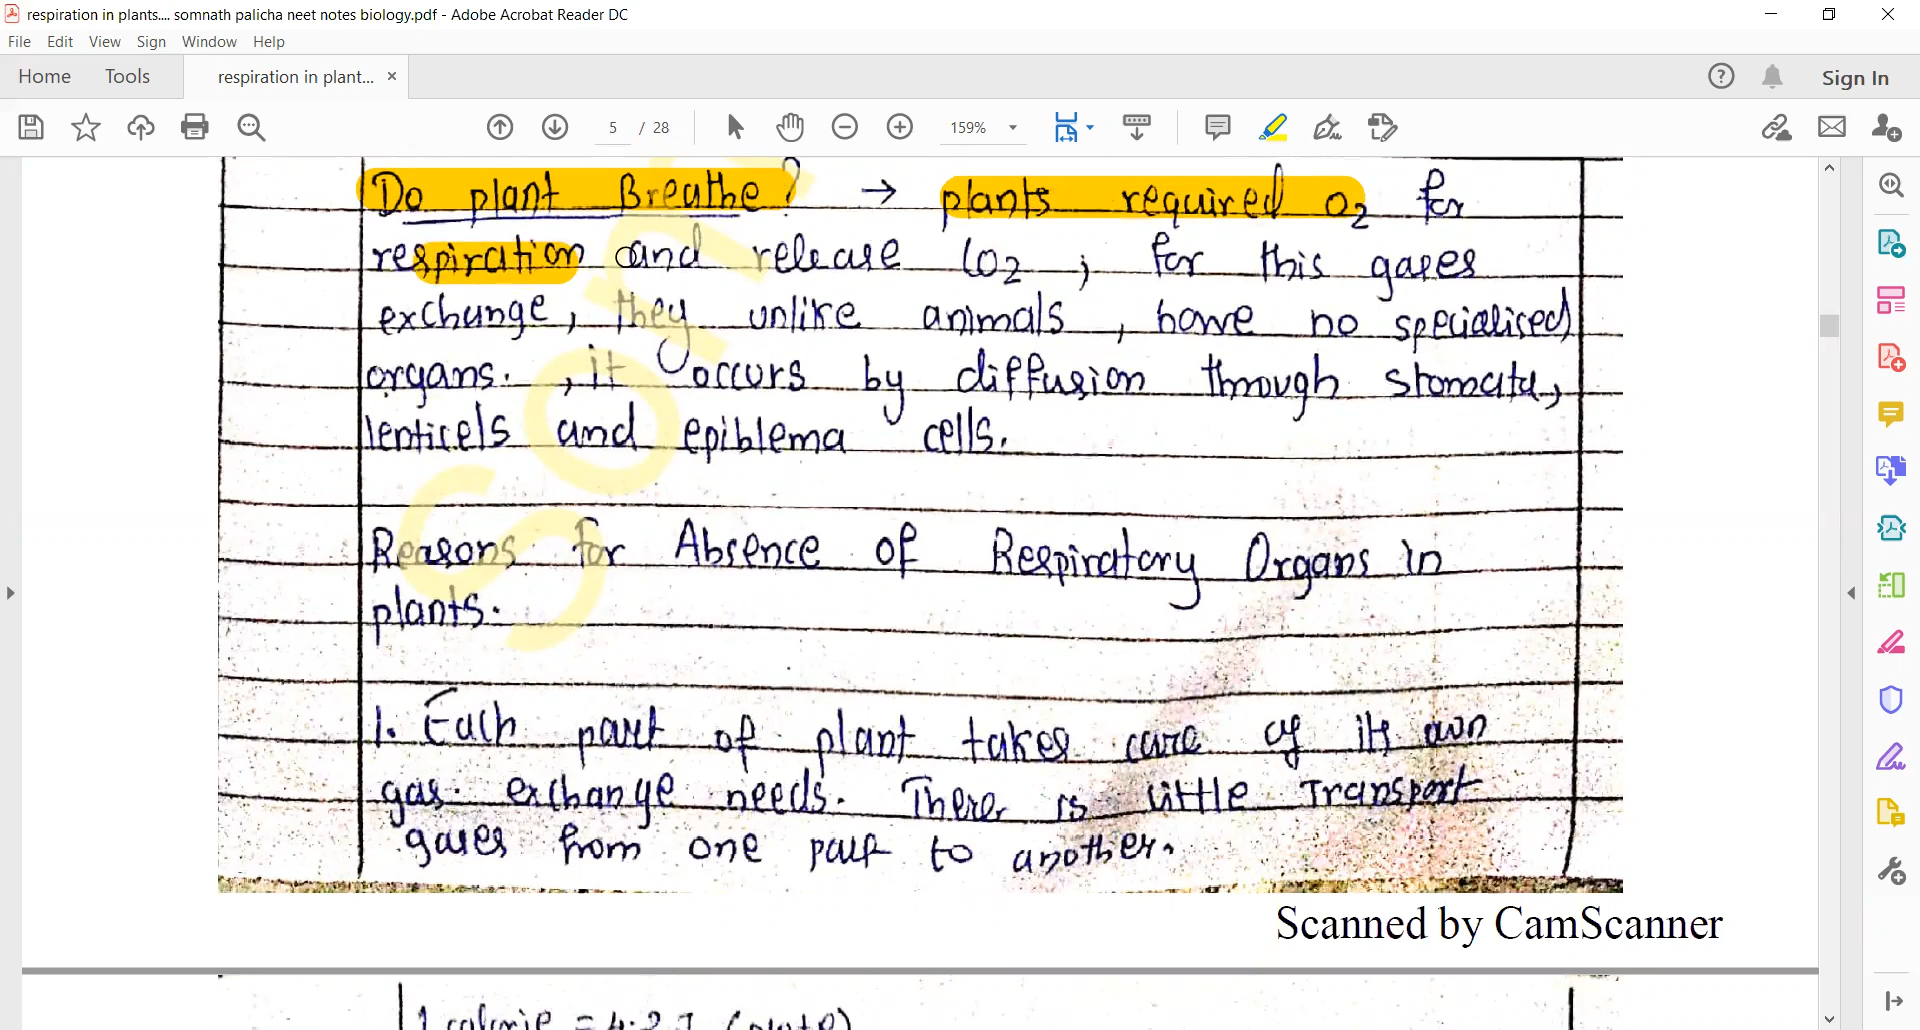 respiration in plants.... somnath palicha neet notes biology.pdf - Adobe Acrobat Reader DC
File Edit View Sign Window Help
Home Tools respiration in plant... × Sign In
5 / 28 159%
Do plant Breathe? → plants required O2 for
respiration and release CO2 ; for this gases
exchange, they unlike animals, have no specialised
organs. , it occurs by diffusion through stomata,
lenticels and epiblema cells.
Reasons for Absence of Respiratory Organs in
plants.
1. Each part of plant takes care of its own
gas exchange needs. There is little Transport
gases from one part to another.
Scanned by CamScanner
1 calorie = 4.2 J
Som